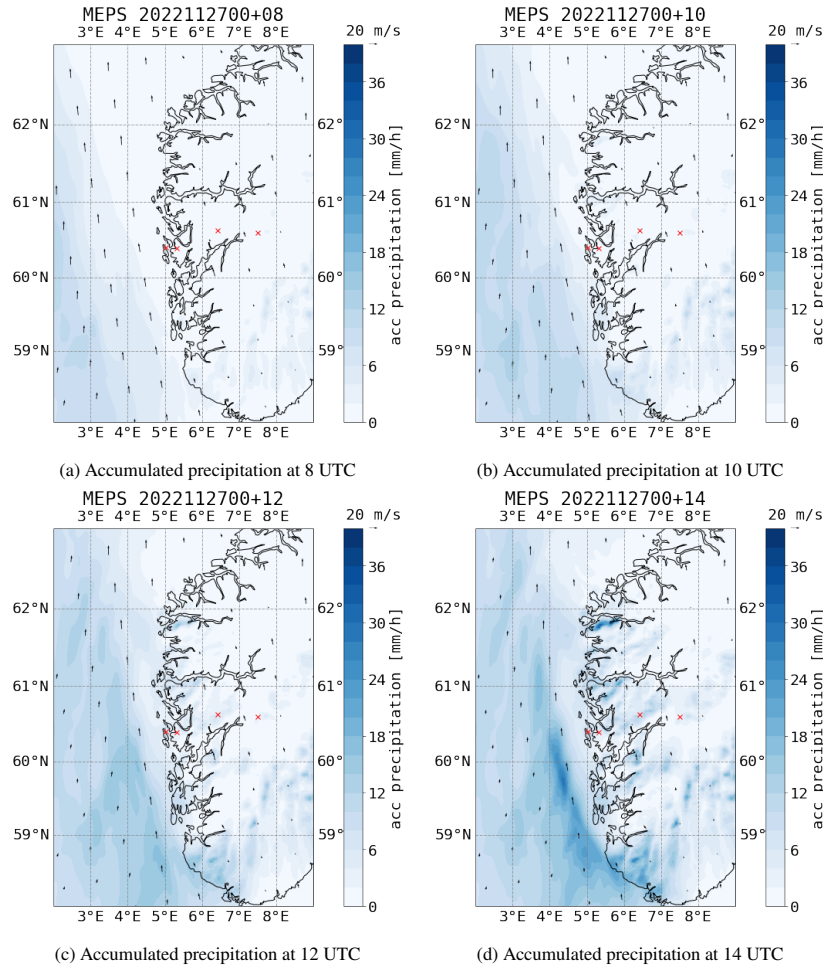 MEPS 2022112700+08
3°E 4°E 5°E 6°E 7°E 8°E
20 m/s
62°N
61°N
60°N
59°N
62°
61°
60°
59°
3°E 4°E 5°E 6°E 7°E 8°E
36
30
24
18
12
6
0
acc precipitation [mm/h]
(a) Accumulated precipitation at 8 UTC
MEPS 2022112700+10
3°E 4°E 5°E 6°E 7°E 8°E
20 m/s
62°N
61°N
60°N
59°N
62°
61°
60°
59°
3°E 4°E 5°E 6°E 7°E 8°E
36
30
24
18
12
6
0
acc precipitation [mm/h]
(b) Accumulated precipitation at 10 UTC
MEPS 2022112700+12
3°E 4°E 5°E 6°E 7°E 8°E
20 m/s
62°N
61°N
60°N
59°N
62°
61°
60°
59°
3°E 4°E 5°E 6°E 7°E 8°E
36
30
24
18
12
6
0
acc precipitation [mm/h]
(c) Accumulated precipitation at 12 UTC
MEPS 2022112700+14
3°E 4°E 5°E 6°E 7°E 8°E
20 m/s
62°N
61°N
60°N
59°N
62°
61°
60°
59°
3°E 4°E 5°E 6°E 7°E 8°E
36
30
24
18
12
6
0
acc precipitation [mm/h]
(d) Accumulated precipitation at 14 UTC